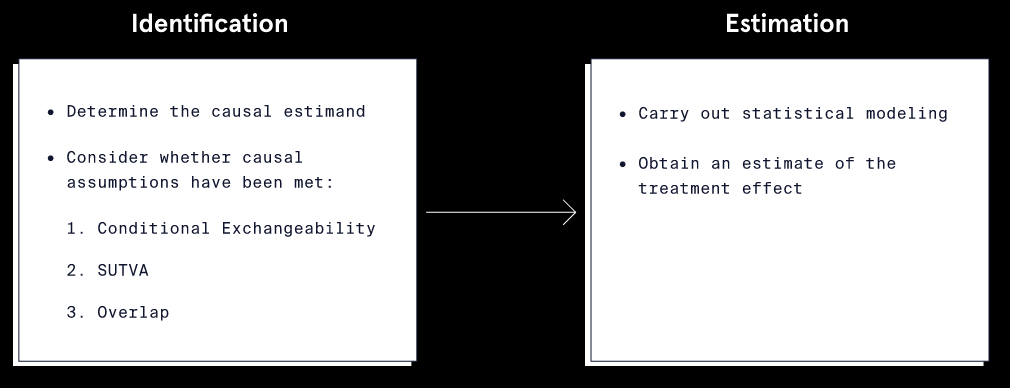 Identification
• Determine the causal estimand
• Consider whether causal
assumptions have been met:
1. Conditional Exchangeability
2. SUTVA
3. Overlap
Estimation
• Carry out statistical modeling
• Obtain an estimate of the
treatment effect